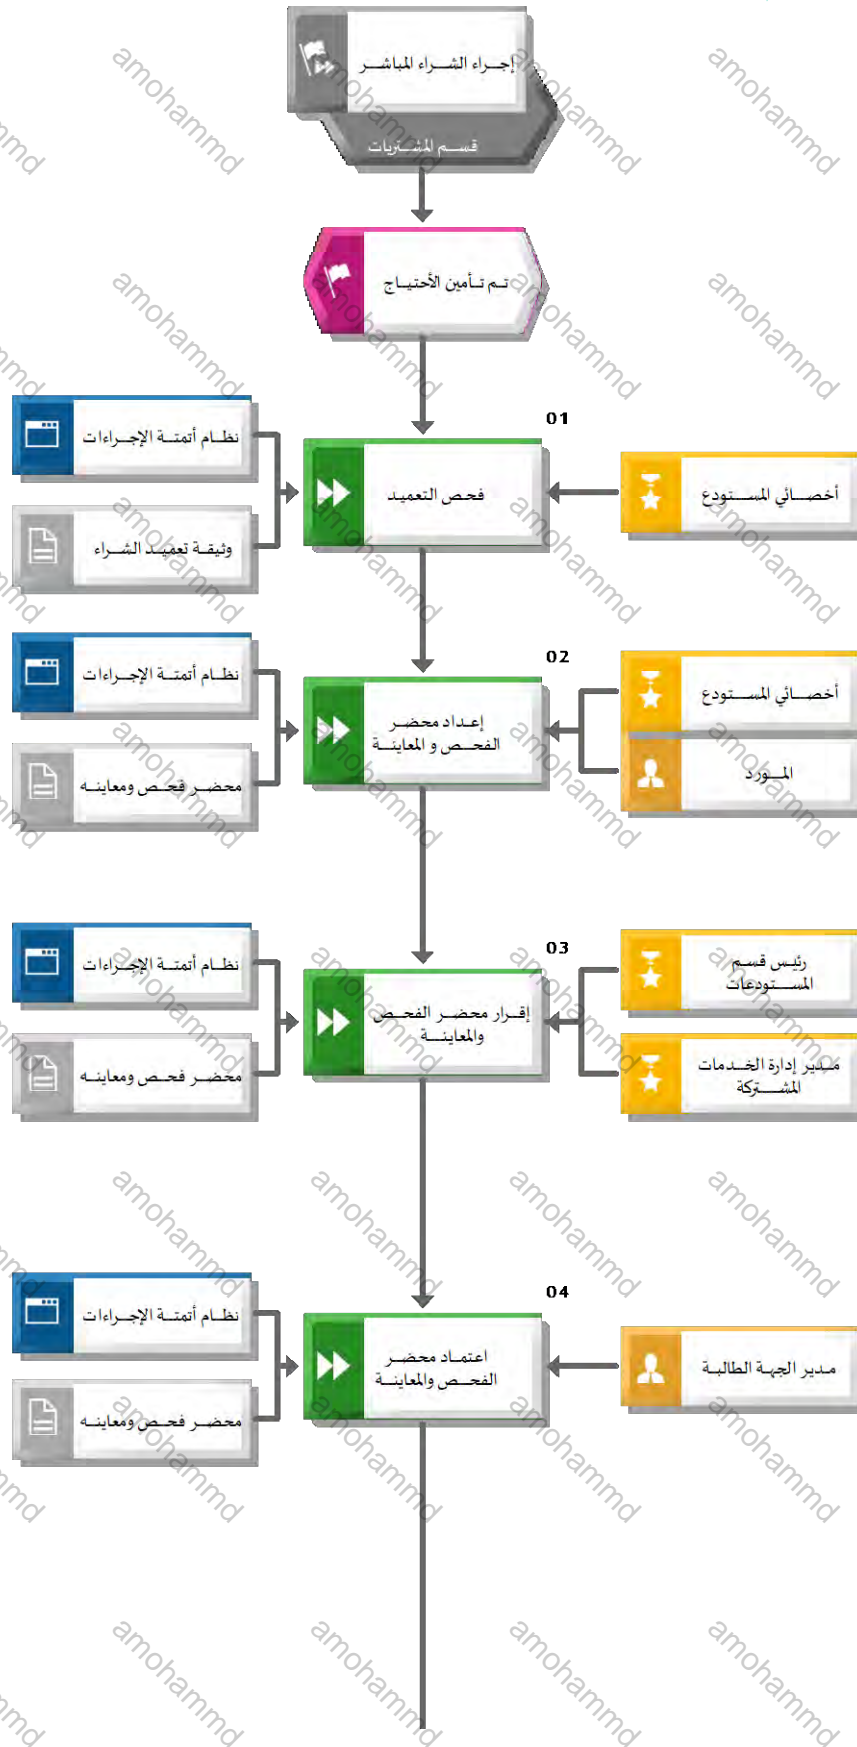 إجراء الشراء المباشر
قسم المشتريات
تم تأمين الأحتياج
01
أخصائي المستودع
فحص التعميد
نظام أتمتة الإجراءات
وثيقة تعميد الشراء
02
أخصائي المستودع
المورد
إعداد محضر
الفحص و المعاينة
نظام أتمتة الإجراءات
محضر فحص ومعاينه
03
رئيس قسم
المستودعات
مدير إدارة الخدمات
المشتركة
إقرار محضر الفحص
والمعاينة
نظام أتمتة الإجراءات
محضر فحص ومعاينه
04
مدير الجهة الطالبة
اعتماد محضر
الفحص والمعاينة
نظام أتمتة الإجراءات
محضر فحص ومعاينه
amohammd